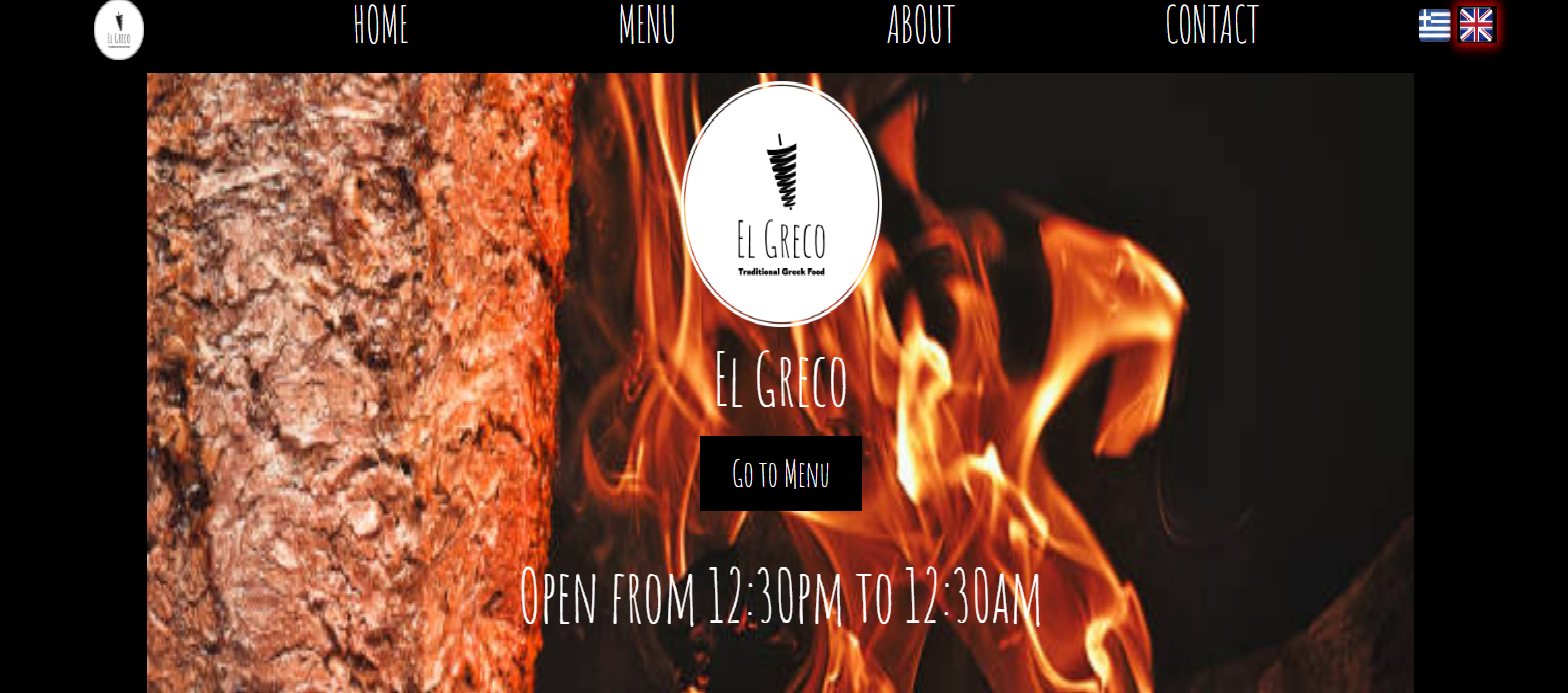 EL GRECO
HOME
MENU
ABOUT
CONTACT
EL GRECO
Traditional Greek Food
EL GRECO
GO TO MENU
OPEN FROM 12:30PM TO 12:30AM